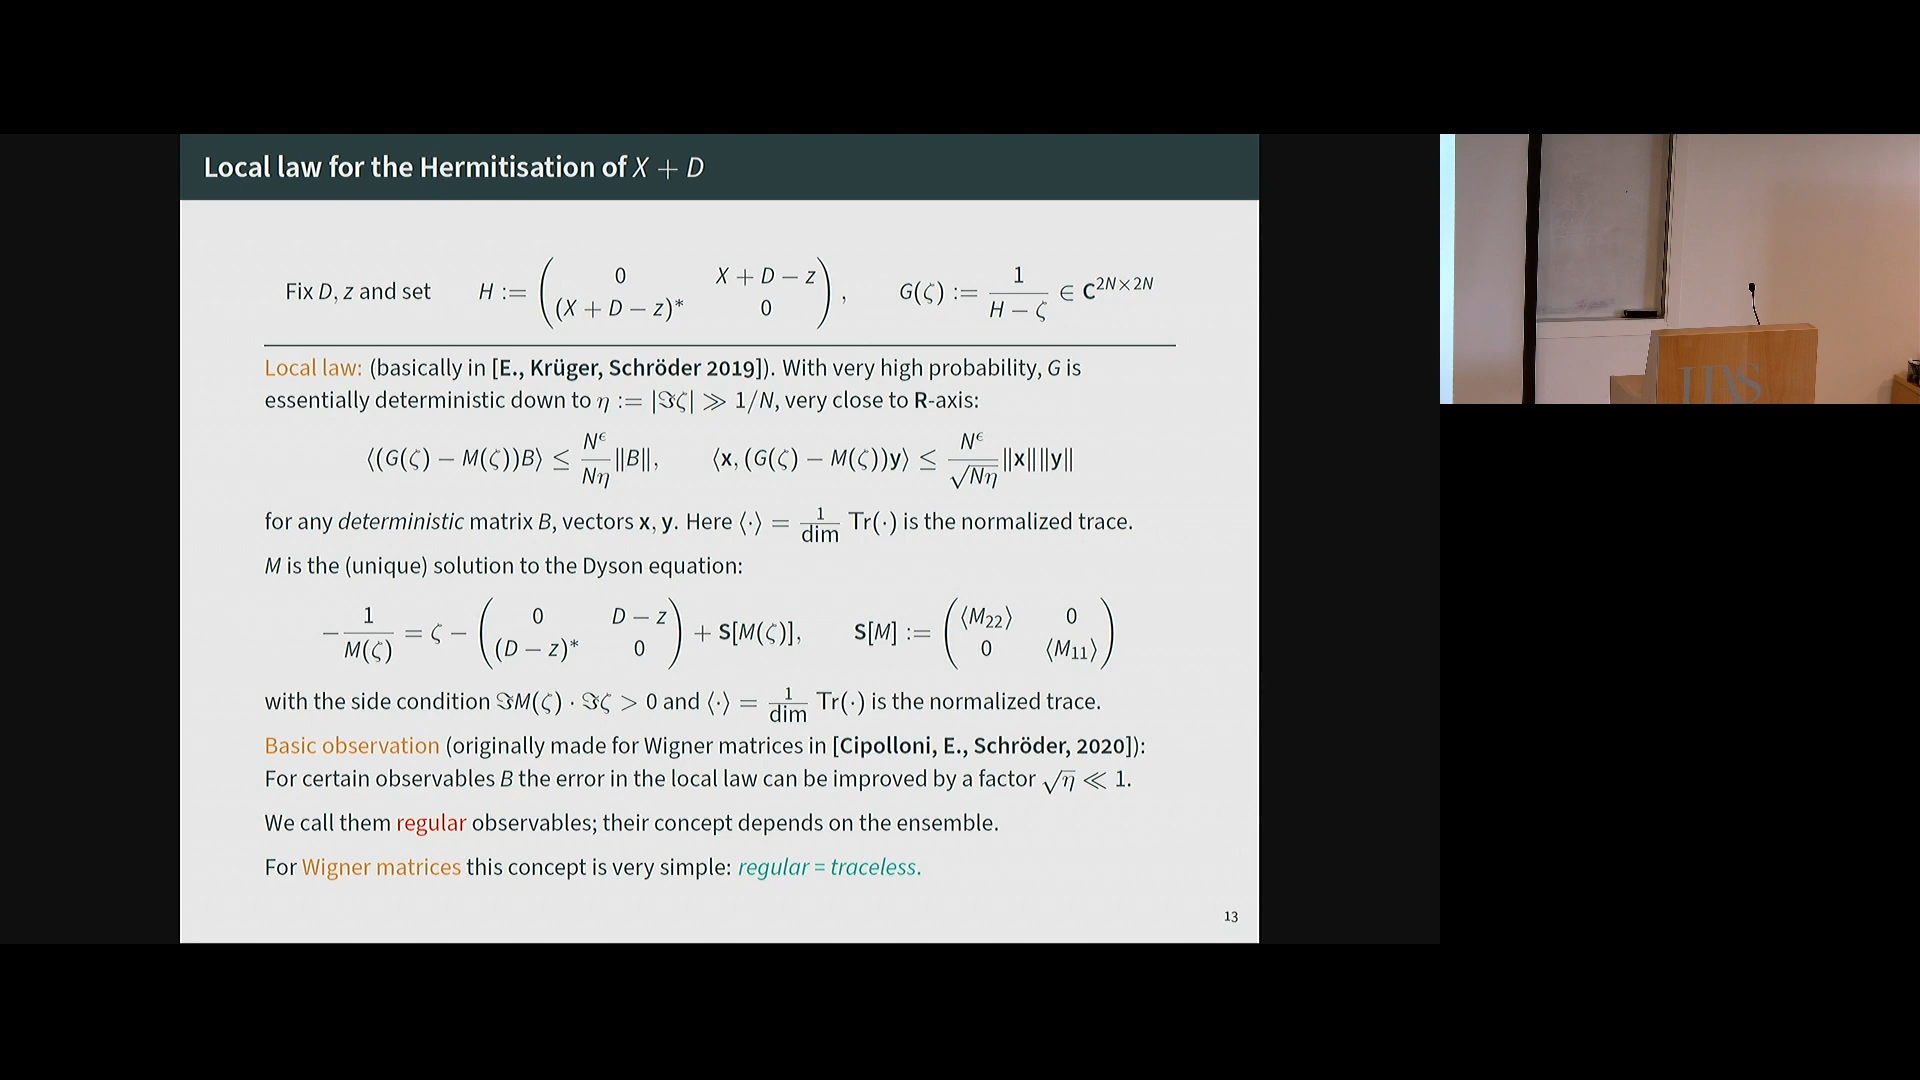 Local law for the Hermitisation of X + D
Fix D, z and set H := ( 0 X + D − z ; (X + D − z)* 0 ), G(ζ) := 1/(H − ζ) ∈ C^{2N×2N}
Local law: (basically in [E., Krüger, Schröder 2019]). With very high probability, G is
essentially deterministic down to η := |ℑζ| ≫ 1/N, very close to R-axis:
⟨(G(ζ) − M(ζ))B⟩ ≤ N^ϵ/(Nη) ||B||, ⟨x, (G(ζ) − M(ζ))y⟩ ≤ N^ϵ/√(Nη) ||x||||y||
for any deterministic matrix B, vectors x, y. Here ⟨·⟩ = 1/dim Tr(·) is the normalized trace.
M is the (unique) solution to the Dyson equation:
−1/M(ζ) = ζ − ( 0 D − z ; (D − z)* 0 ) + S[M(ζ)], S[M] := ( ⟨M₂₂⟩ 0 ; 0 ⟨M₁₁⟩ )
with the side condition ℑM(ζ) · ℑζ > 0 and ⟨·⟩ = 1/dim Tr(·) is the normalized trace.
Basic observation (originally made for Wigner matrices in [Cipolloni, E., Schröder, 2020]):
For certain observables B the error in the local law can be improved by a factor √η ≪ 1.
We call them regular observables; their concept depends on the ensemble.
For Wigner matrices this concept is very simple: regular = traceless.
13